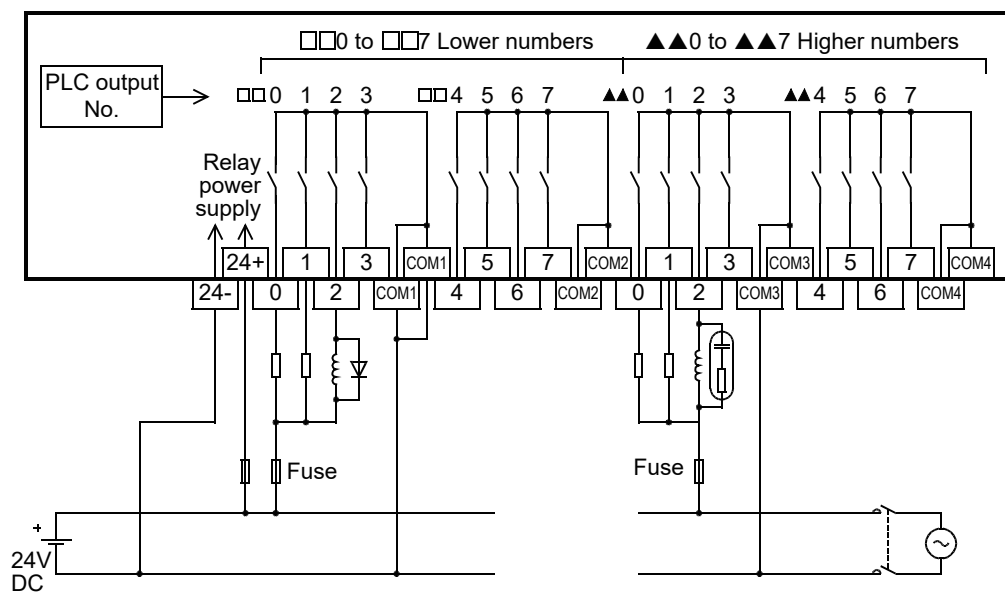 □□0 to □□7 Lower numbers ▲▲0 to ▲▲7 Higher numbers
PLC output
No.
□□0 1 2 3 □□4 5 6 7 ▲▲0 1 2 3 ▲▲4 5 6 7
Relay
power
supply
24+ 1 3 COM1 5 7 COM2 1 3 COM3 5 7 COM4
24- 0 2 COM1 4 6 COM2 0 2 COM3 4 6 COM4
Fuse Fuse
+
24V
DC